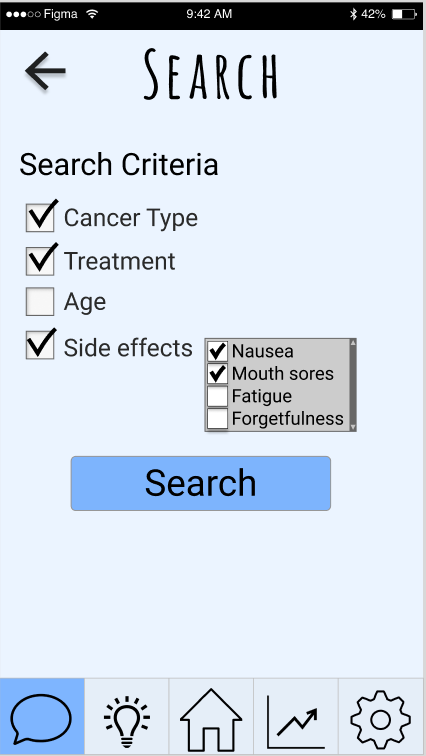 Figma 9:42 AM 42%
Search
Search Criteria
Cancer Type
Treatment
Age
Side effects
Nausea
Mouth sores
Fatigue
Forgetfulness
Search